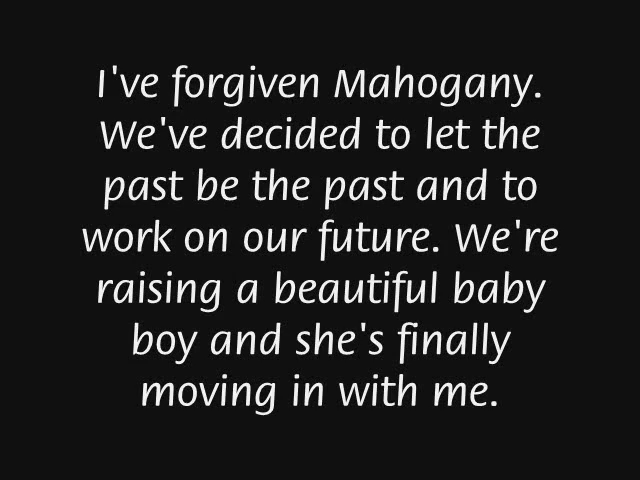 I've forgiven Mahogany.
We've decided to let the
past be the past and to
work on our future. We're
raising a beautiful baby
boy and she's finally
moving in with me.